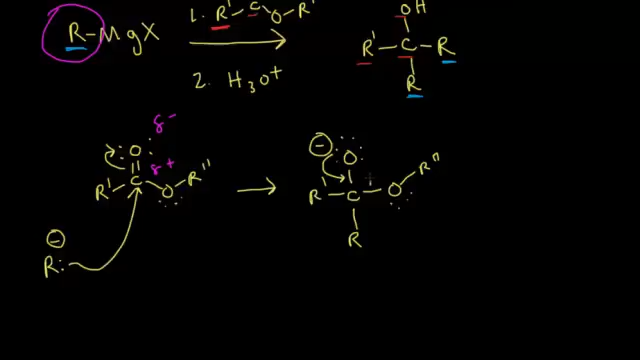 1. R' C O R'
R-MgX
2. H3O+
OH
R' C R
R
δ-
O
δ+
R' C O R"
R:
O
R' C O R"
R